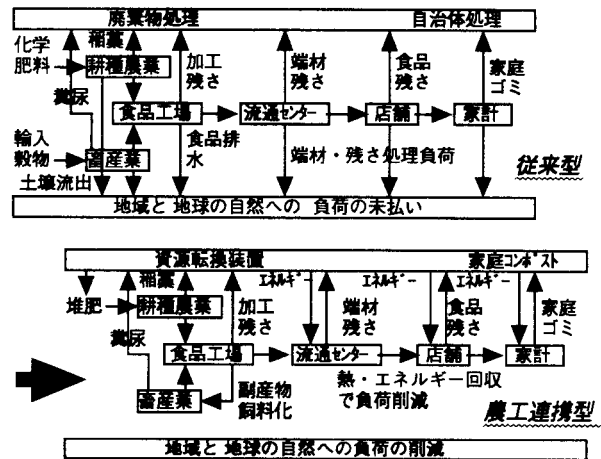 廃棄物処理 自治体処理
化学
肥料
稲藁
耕種農業
糞尿
加工
残さ
端材
残さ
食品
残さ
家庭
ゴミ
食品工場
流通センター
店舗
家計
輸入
穀物
畜産業
食品排
水
端材・残さ処理負荷
土壌流出
従来型
地域と地球の自然への 負荷の未払い
資源転換装置 家庭コンポスト
稲藁
エネルギー
エネルギー
エネルギー
堆肥
耕種農業
糞尿
加工
残さ
端材
残さ
食品
残さ
家庭
ゴミ
食品工場
流通センター
店舗
家計
畜産業
副産物
飼料化
熱・エネルギー回収
で負荷削減
農工連携型
地域と地球の自然への負荷の削減